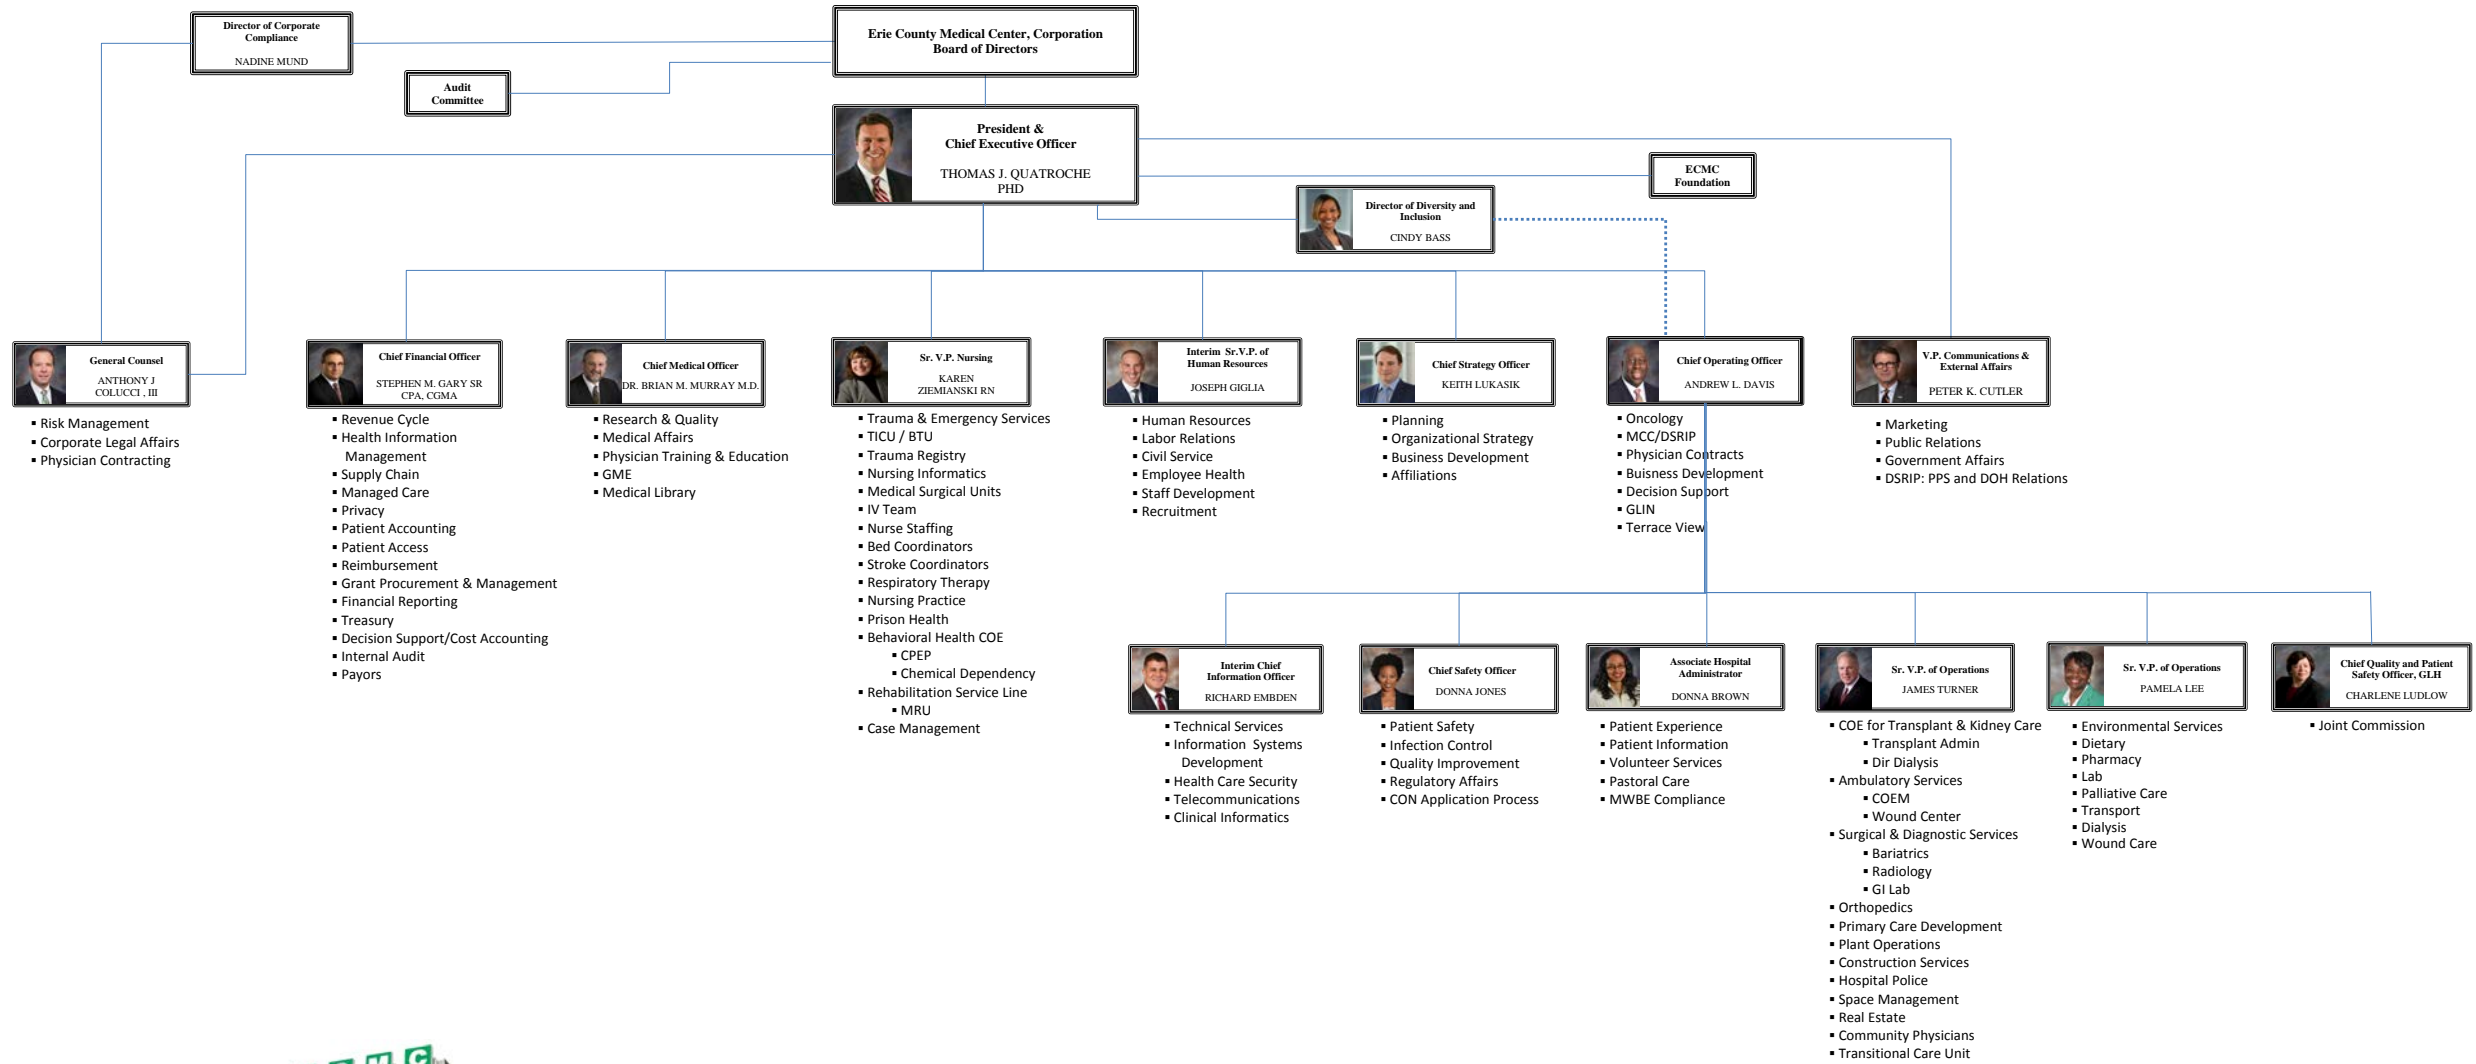 Director of Corporate
Compliance
NADINE MUND
Erie County Medical Center, Corporation
Board of Directors
Audit
Committee
President &
Chief Executive Officer
THOMAS J. QUATROCHE
PHD
ECMC
Foundation
Director of Diversity and
Inclusion
CINDY BASS
General Counsel
ANTHONY J
COLUCCI , III
▪ Risk Management
▪ Corporate Legal Affairs
▪ Physician Contracting
Chief Financial Officer
STEPHEN M. GARY SR
CPA, CGMA
▪ Revenue Cycle
▪ Health Information
Management
▪ Supply Chain
▪ Managed Care
▪ Privacy
▪ Patient Accounting
▪ Patient Access
▪ Reimbursement
▪ Grant Procurement & Management
▪ Financial Reporting
▪ Treasury
▪ Decision Support/Cost Accounting
▪ Internal Audit
▪ Payors
Chief Medical Officer
DR. BRIAN M. MURRAY M.D.
▪ Research & Quality
▪ Medical Affairs
▪ Physician Training & Education
▪ GME
▪ Medical Library
Sr. V.P. Nursing
KAREN
ZIEMIANSKI RN
▪ Trauma & Emergency Services
▪ TICU / BTU
▪ Trauma Registry
▪ Nursing Informatics
▪ Medical Surgical Units
▪ IV Team
▪ Nurse Staffing
▪ Bed Coordinators
▪ Stroke Coordinators
▪ Respiratory Therapy
▪ Nursing Practice
▪ Prison Health
▪ Behavioral Health COE
▪ CPEP
▪ Chemical Dependency
▪ Rehabilitation Service Line
▪ MRU
▪ Case Management
Interim Sr.V.P. of
Human Resources
JOSEPH GIGLIA
▪ Human Resources
▪ Labor Relations
▪ Civil Service
▪ Employee Health
▪ Staff Development
▪ Recruitment
Chief Strategy Officer
KEITH LUKASIK
▪ Planning
▪ Organizational Strategy
▪ Business Development
▪ Affiliations
Chief Operating Officer
ANDREW L. DAVIS
▪ Oncology
▪ MCC/DSRIP
▪ Physician Contracts
▪ Buisness Development
▪ Decision Support
▪ GLIN
▪ Terrace View
V.P. Communications &
External Affairs
PETER K. CUTLER
▪ Marketing
▪ Public Relations
▪ Government Affairs
▪ DSRIP: PPS and DOH Relations
Interim Chief
Information Officer
RICHARD EMBDEN
▪ Technical Services
▪ Information Systems
Development
▪ Health Care Security
▪ Telecommunications
▪ Clinical Informatics
Chief Safety Officer
DONNA JONES
▪ Patient Safety
▪ Infection Control
▪ Quality Improvement
▪ Regulatory Affairs
▪ CON Application Process
Associate Hospital
Administrator
DONNA BROWN
▪ Patient Experience
▪ Patient Information
▪ Volunteer Services
▪ Pastoral Care
▪ MWBE Compliance
Sr. V.P. of Operations
JAMES TURNER
▪ COE for Transplant & Kidney Care
▪ Transplant Admin
▪ Dir Dialysis
▪ Ambulatory Services
▪ COEM
▪ Wound Center
▪ Surgical & Diagnostic Services
▪ Bariatrics
▪ Radiology
▪ GI Lab
▪ Orthopedics
▪ Primary Care Development
▪ Plant Operations
▪ Construction Services
▪ Hospital Police
▪ Space Management
▪ Real Estate
▪ Community Physicians
▪ Transitional Care Unit
Sr. V.P. of Operations
PAMELA LEE
▪ Environmental Services
▪ Dietary
▪ Pharmacy
▪ Lab
▪ Palliative Care
▪ Transport
▪ Dialysis
▪ Wound Care
Chief Quality and Patient
Safety Officer, GLH
CHARLENE LUDLOW
▪ Joint Commission